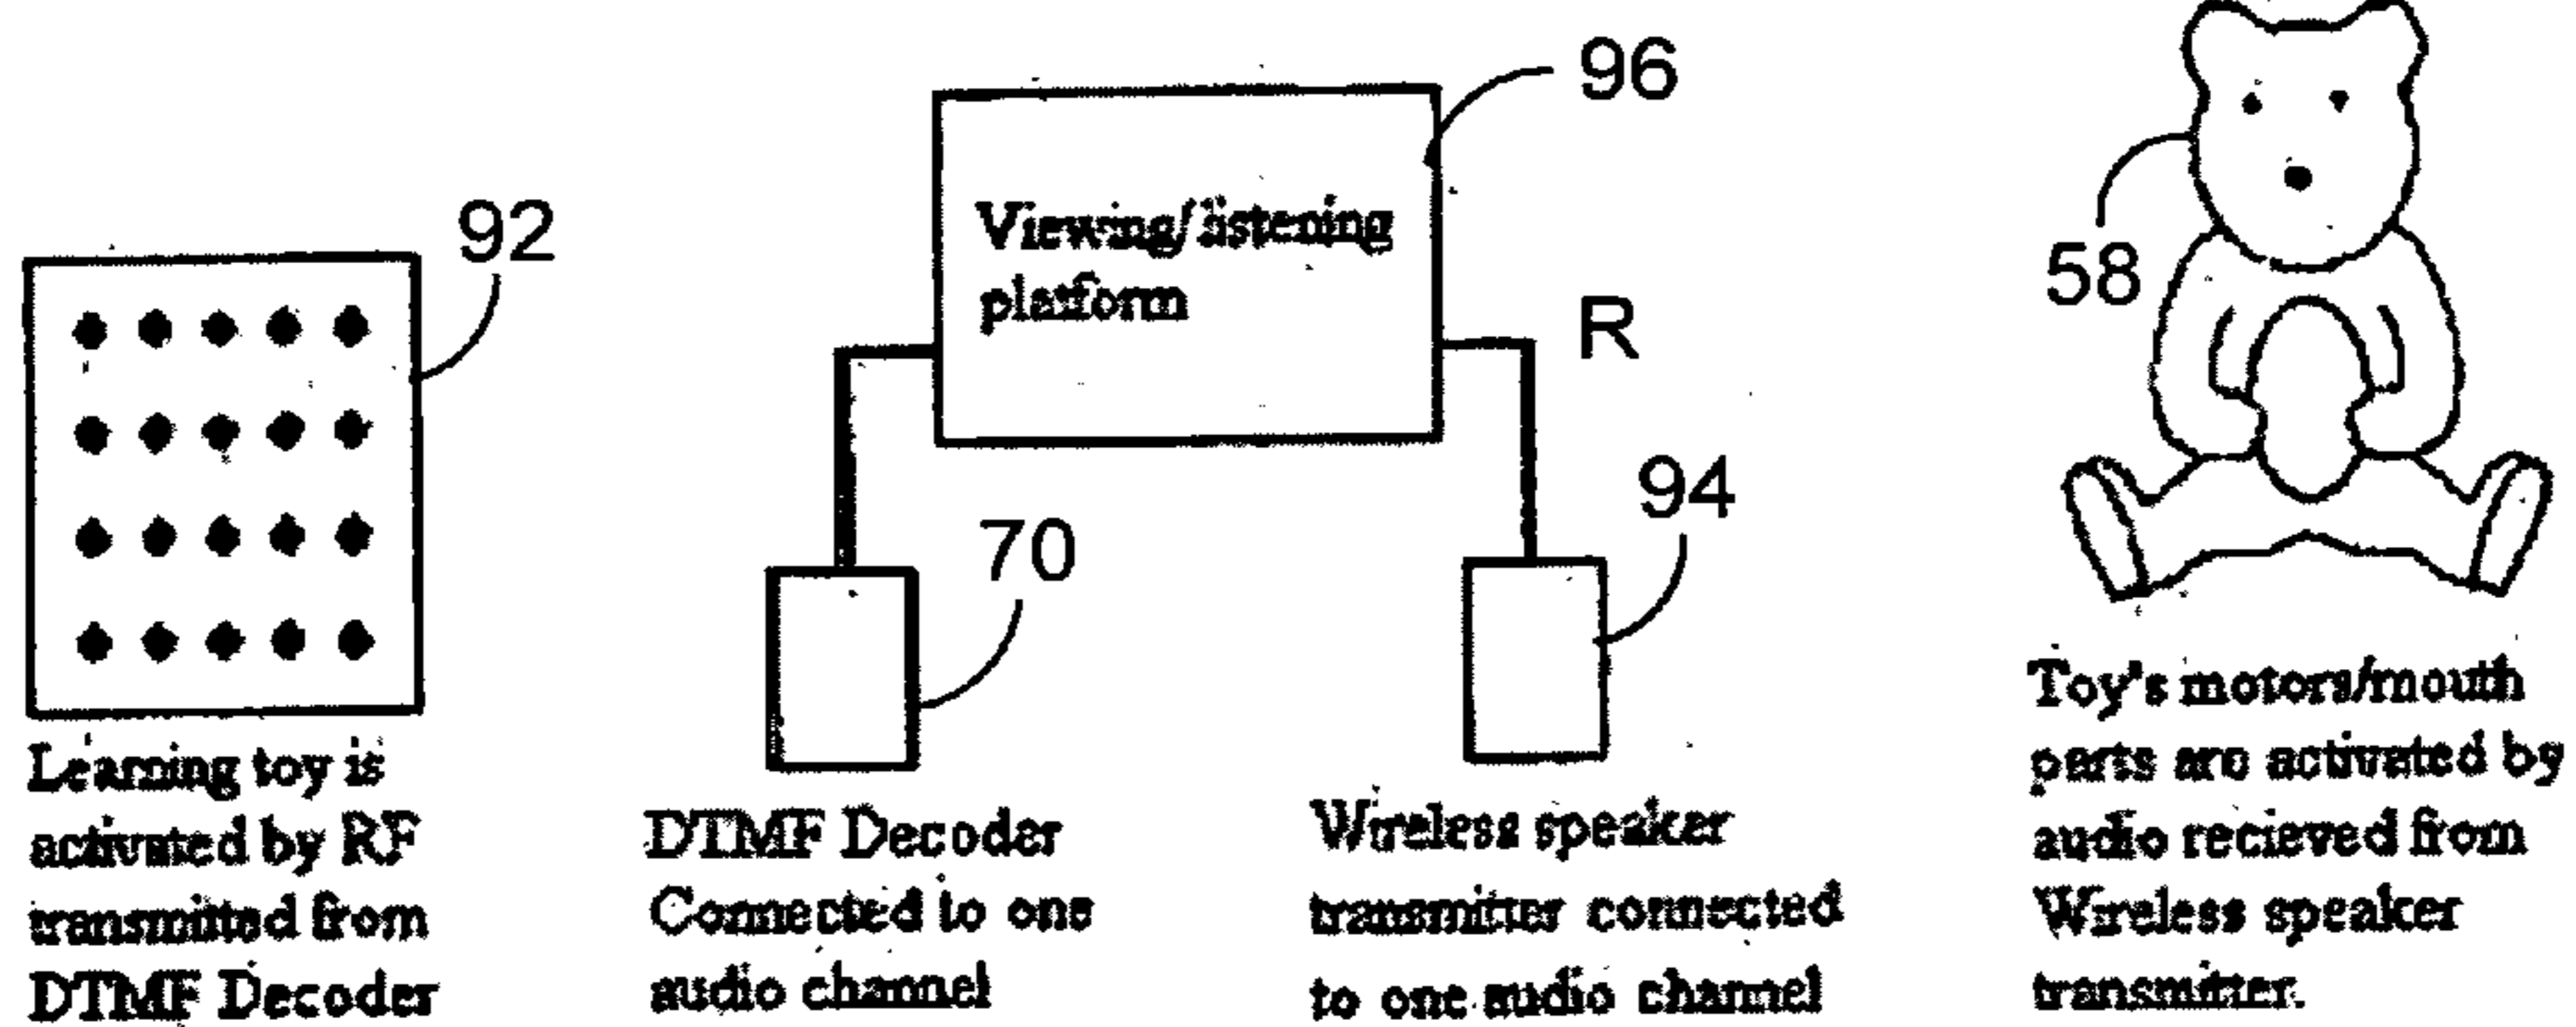 96
Viewing/listening
platform
92
R
58
70
94
Learning toy is
activated by RF
transmitted from
DTMF Decoder
DTMF Decoder
Connected to one
audio channel
Wireless speaker
transmitter connected
to one audio channel
Toy's motors/mouth
parts are activated by
audio recieved from
Wireless speaker
transmitter.